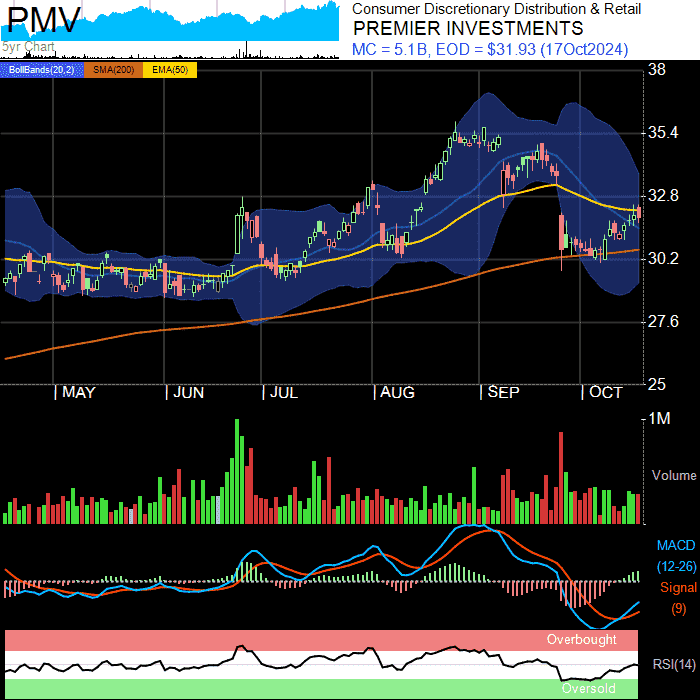 PMV
5yr Chart
Consumer Discretionary Distribution & Retail
PREMIER INVESTMENTS
MC = 5.1B, EOD = $31.93 (17Oct2024)
BollBands(20,2) SMA(200) EMA(50)
38
35.4
32.8
30.2
27.6
25
| MAY | JUN | JUL | AUG | SEP | OCT
1M
Volume
MACD
(12-26)
Signal
(9)
Overbought
RSI(14)
Oversold